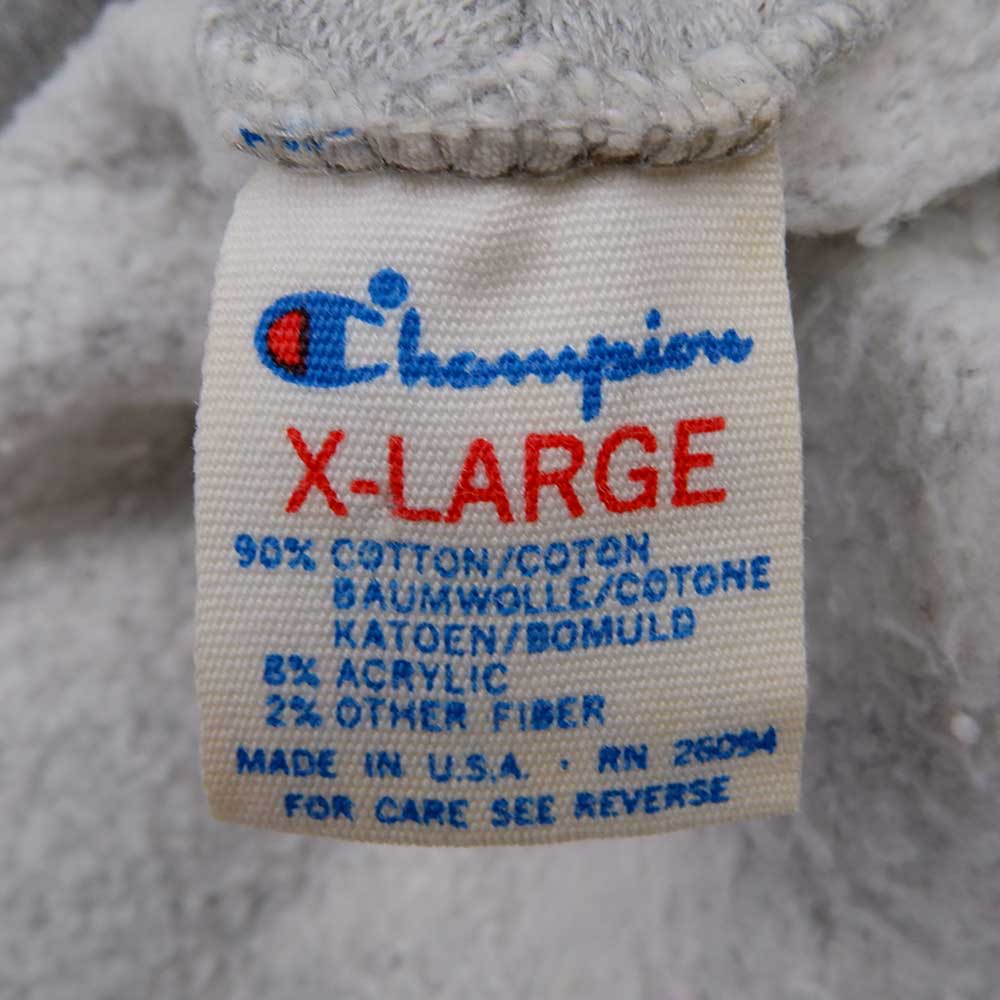 Champion
X-LARGE
90% COTTON/COTON
BAUMWOLLE/COTONE
KATOEN/BOMULD
8% ACRYLIC
2% OTHER FIBER
MADE IN U.S.A. · RN 26094
FOR CARE SEE REVERSE